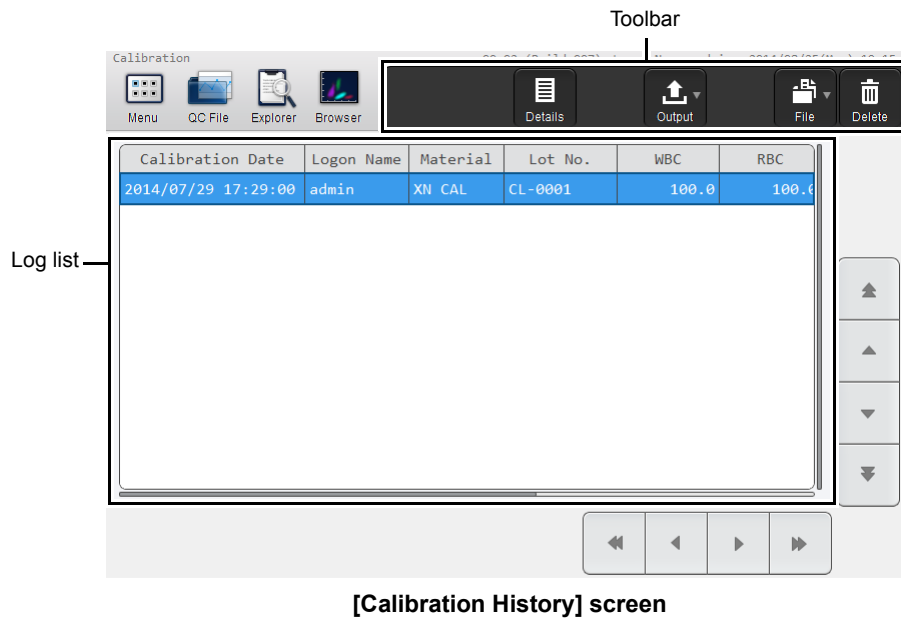 Toolbar
Calibration
Menu QC File Explorer Browser Details Output File Delete
Calibration Date Logon Name Material Lot No. WBC RBC
2014/07/29 17:29:00 admin XN CAL CL-0001 100.0 100.0
Log list
[Calibration History] screen